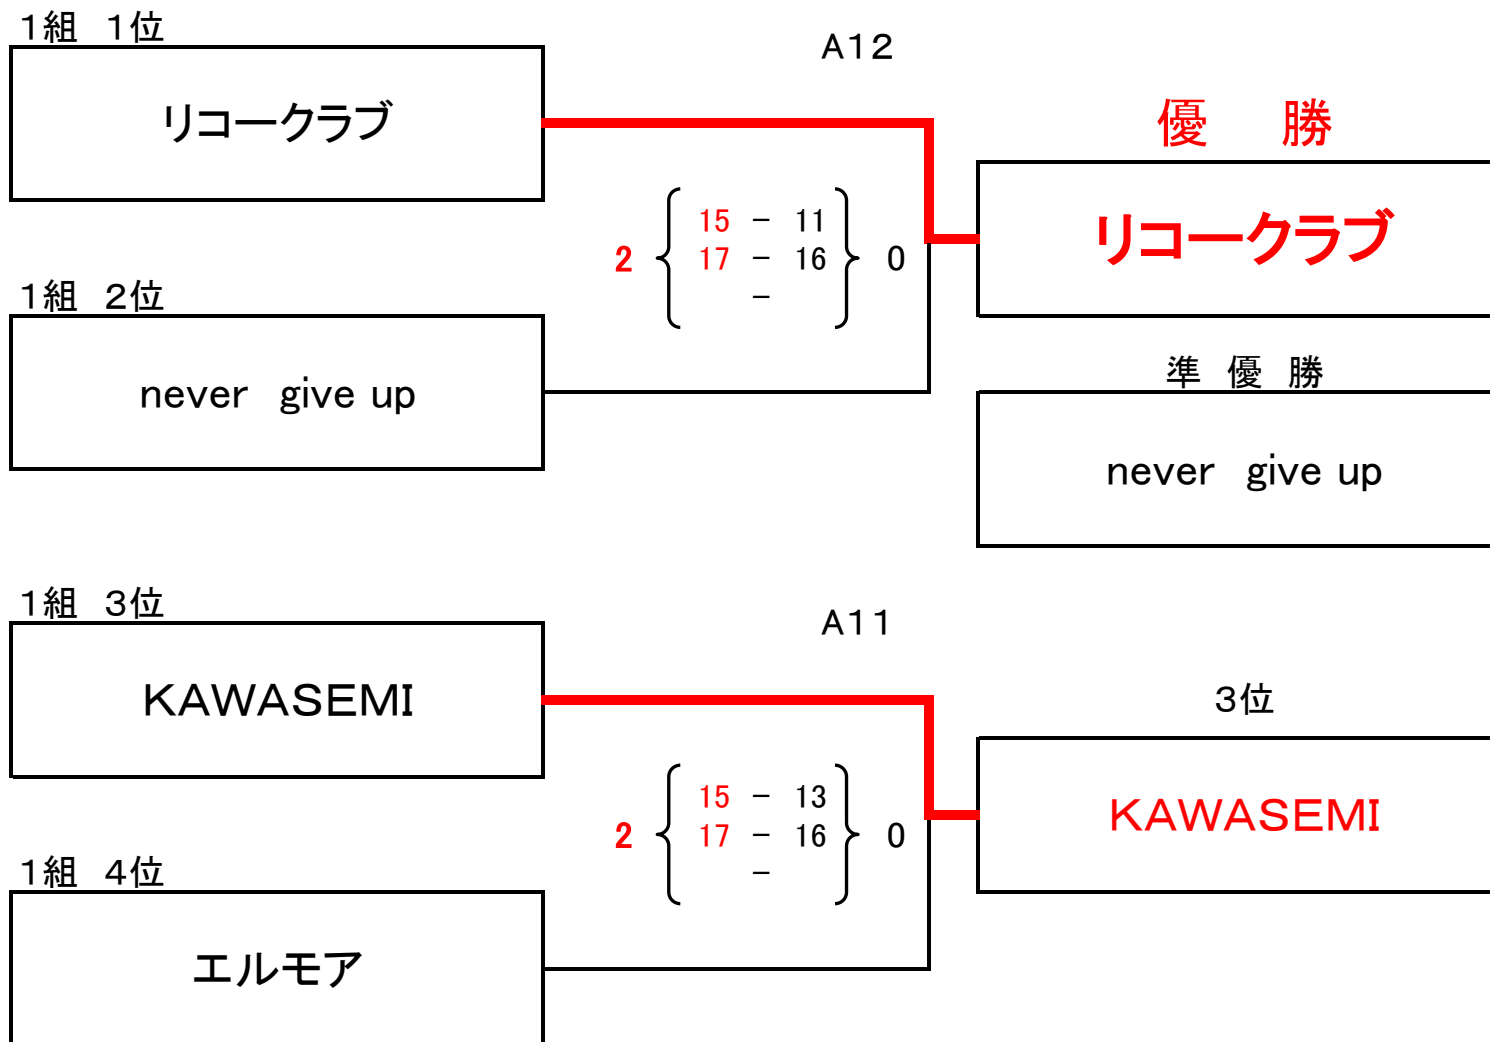 1組　1位
A12
リコークラブ
優　勝
リコークラブ
15 － 11
2 { 17 － 16 } 0
－
1組　2位
never　give up
準 優 勝
never　give up
1組　3位
A11
KAWASEMI
3位
KAWASEMI
15 － 13
2 { 17 － 16 } 0
－
1組　4位
エルモア